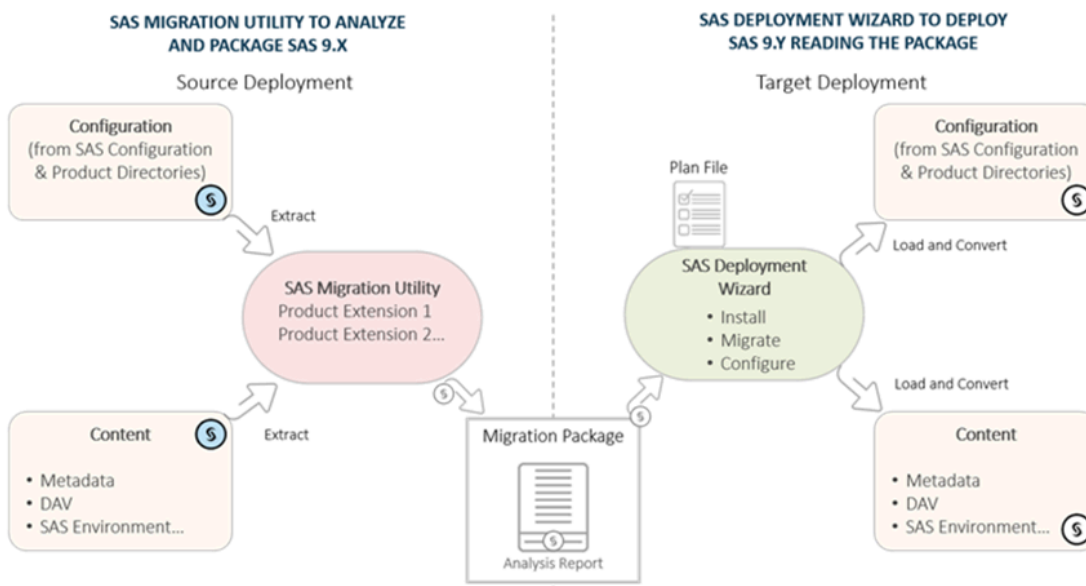 SAS MIGRATION UTILITY TO ANALYZE
AND PACKAGE SAS 9.X
Source Deployment
Configuration
(from SAS Configuration
& Product Directories)
Extract
SAS Migration Utility
Product Extension 1
Product Extension 2...
Content
• Metadata
• DAV
• SAS Environment...
Extract
Migration Package
Analysis Report
SAS DEPLOYMENT WIZARD TO DEPLOY
SAS 9.Y READING THE PACKAGE
Target Deployment
Plan File
SAS Deployment
Wizard
• Install
• Migrate
• Configure
Configuration
(from SAS Configuration
& Product Directories)
Load and Convert
Load and Convert
Content
• Metadata
• DAV
• SAS Environment...